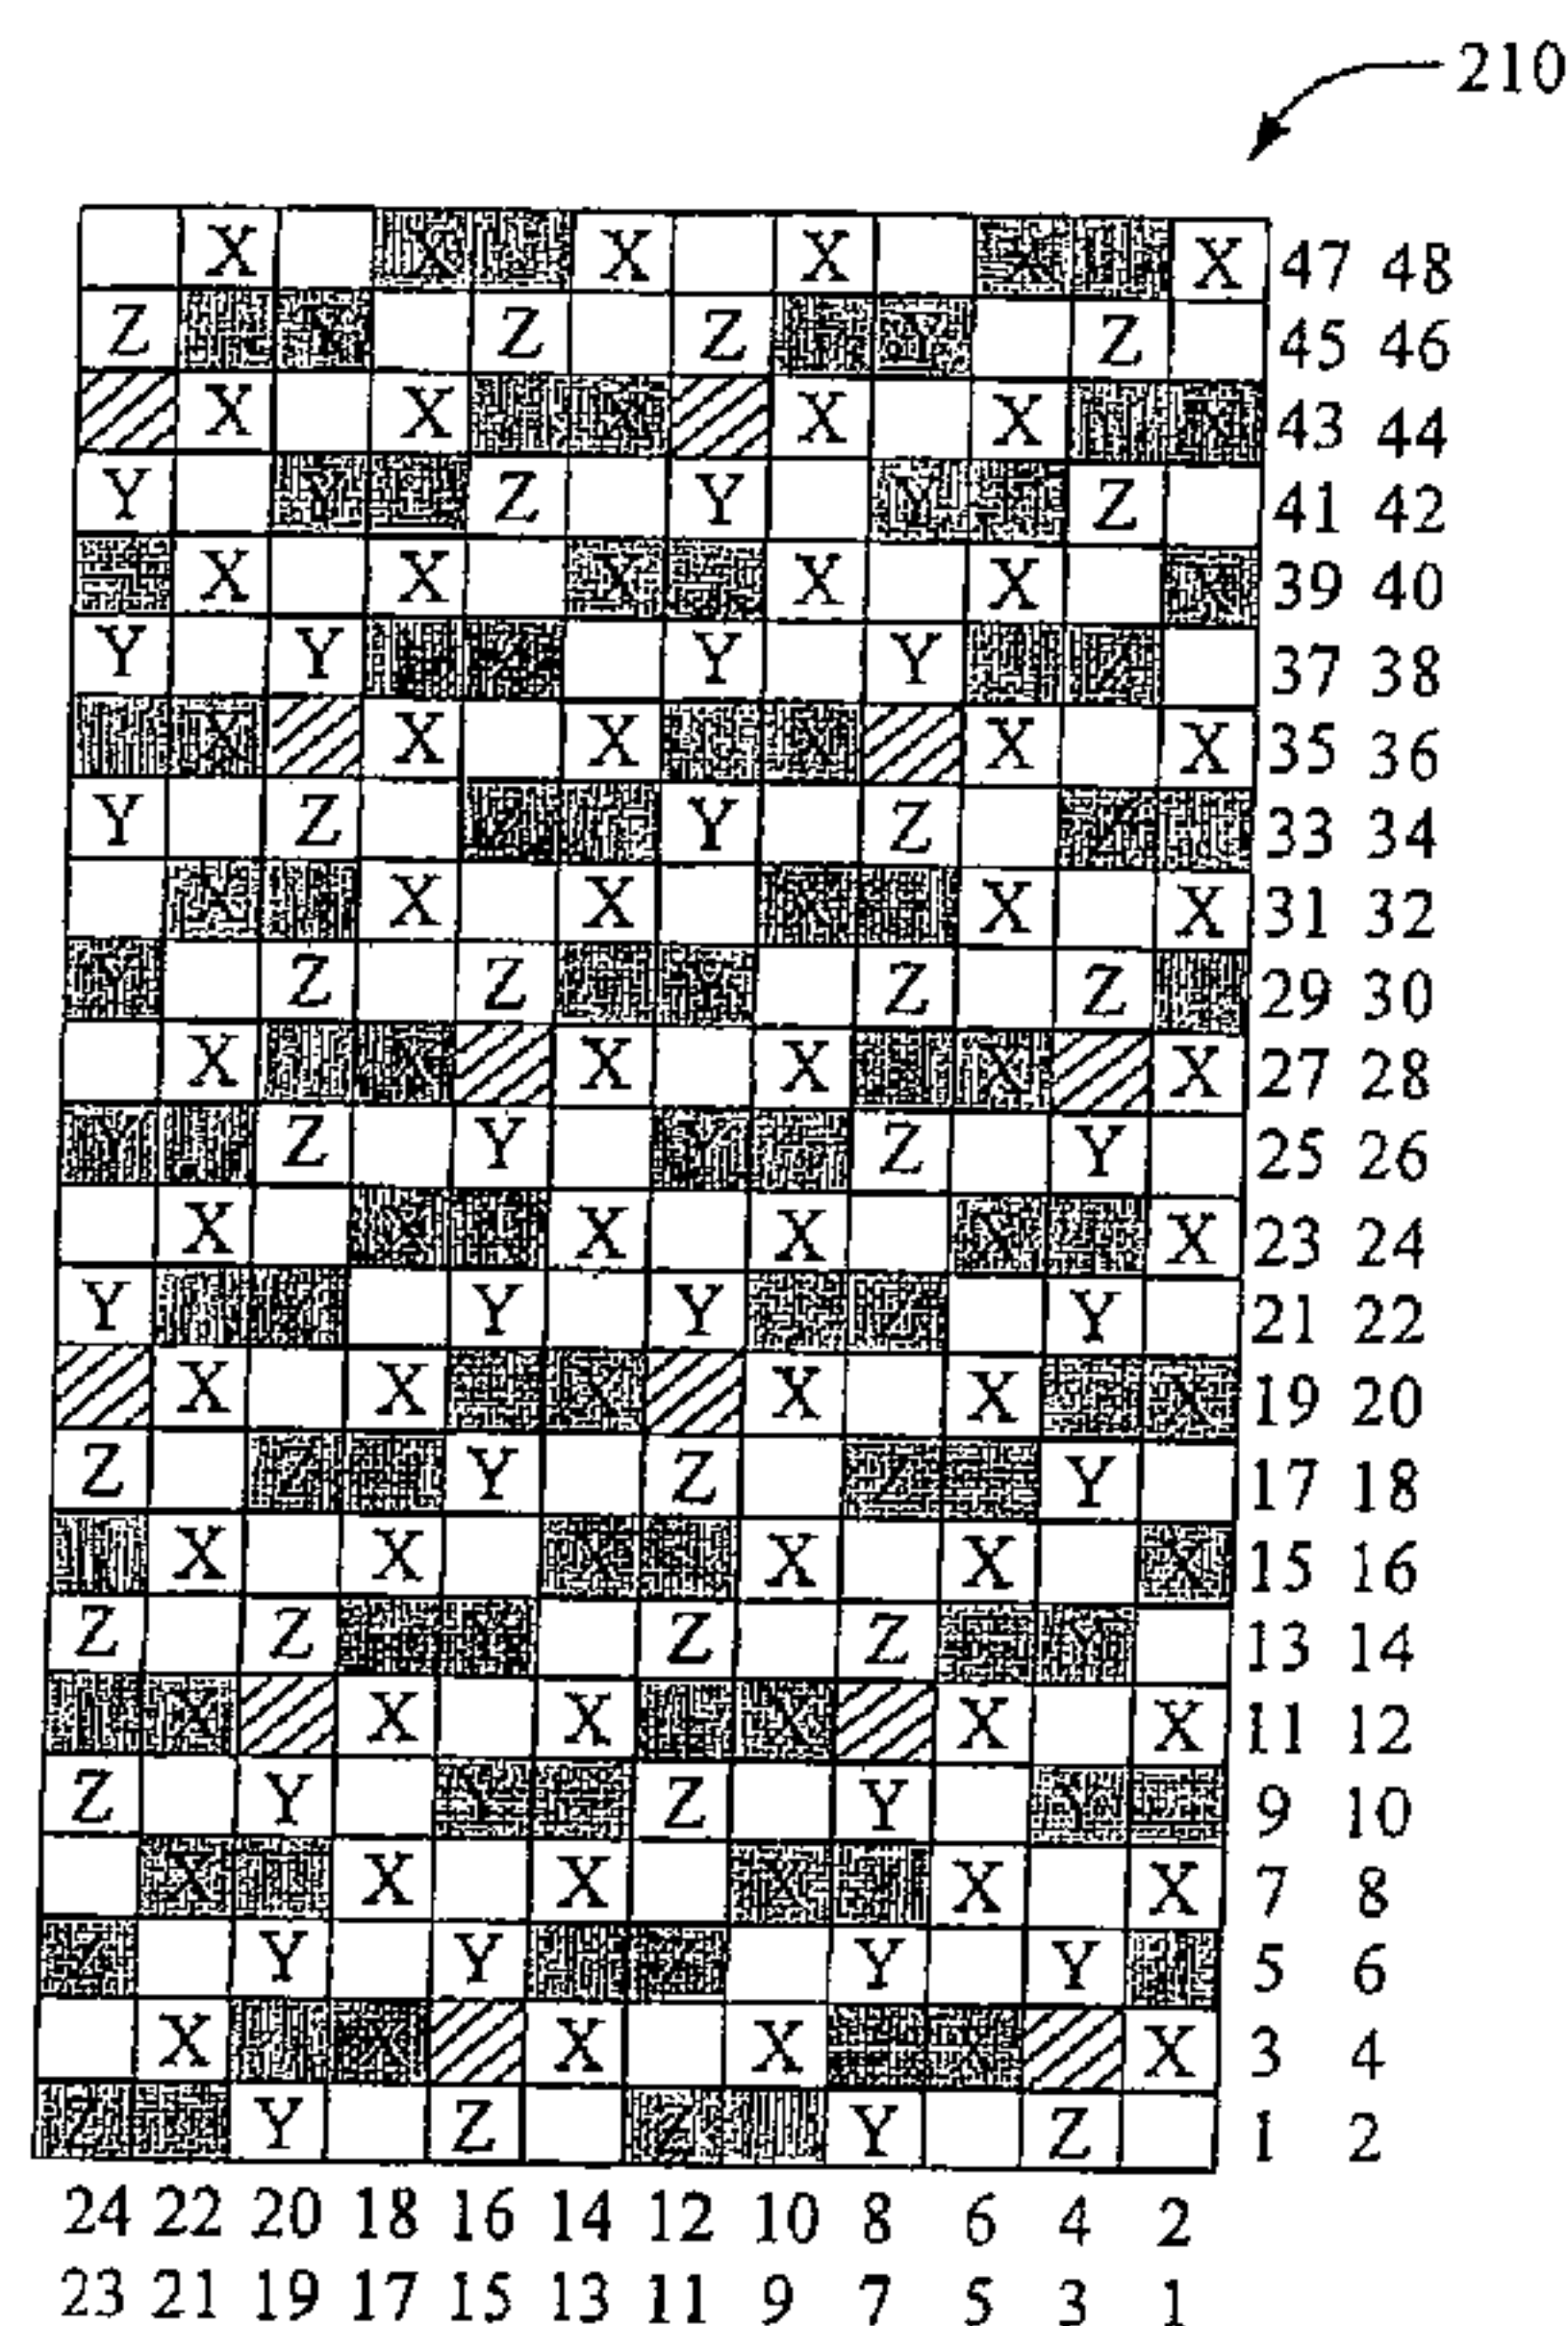 210
X X X X X X 47 48
Z Y Z Z Y Z 45 46
X X X X X X 43 44
Y Y Z Y Y Z 41 42
X X X X X X 39 40
Y Y Z Y Y Z 37 38
X X X X X X 35 36
Y Z Z Y Z Z 33 34
X X X X X X 31 32
Y Z Z Y Z Z 29 30
X X X X X X 27 28
Y Z Y Y Z Y 25 26
X X X X X X 23 24
Y Z Y Y Z Y 21 22
X X X X X X 19 20
Z Z Y Z Z Y 17 18
X X X X X X 15 16
Z Z Y Z Z Y 13 14
X X X X X X 11 12
Z Y Y Z Y Y 9 10
X X X X X X 7 8
Z Y Y Z Y Y 5 6
X X X X X X 3 4
Z Y Z Z Y Z 1 2
24 22 20 18 16 14 12 10 8 6 4 2
23 21 19 17 15 13 11 9 7 5 3 1